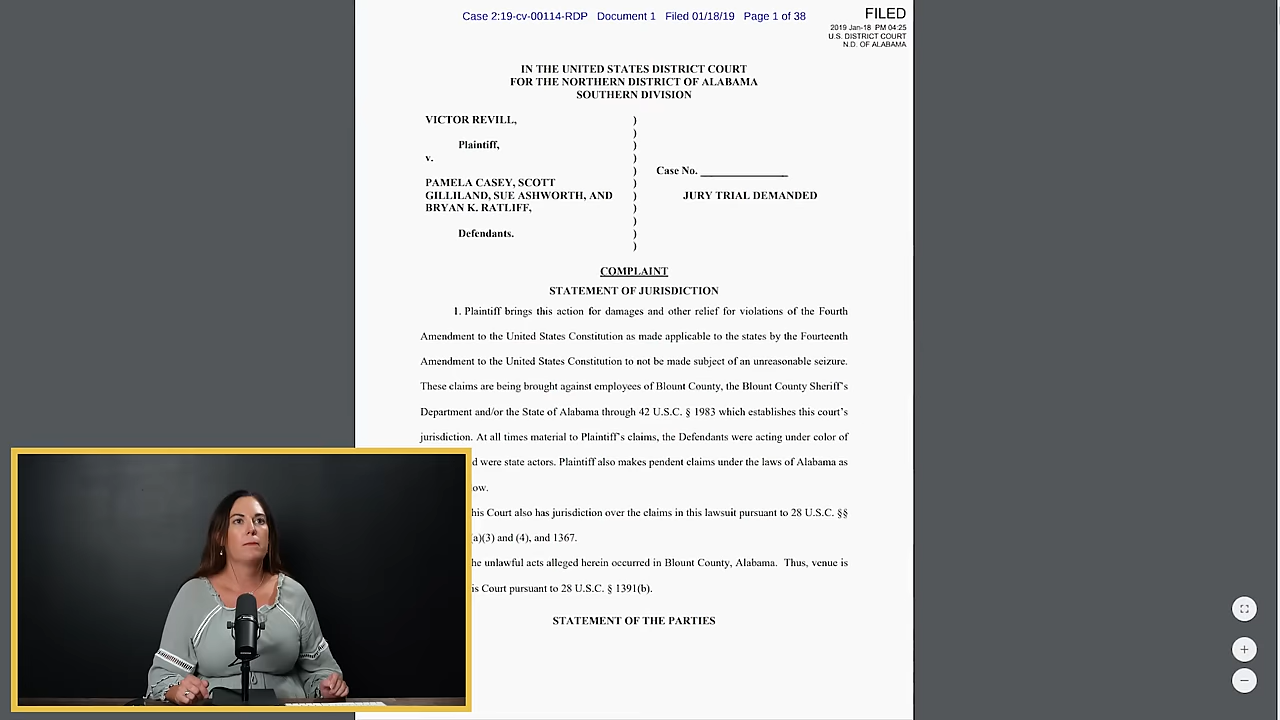 Case 2:19-cv-00114-RDP Document 1 Filed 01/18/19 Page 1 of 38
FILED
2019 Jan-18 PM 04:25
U.S. DISTRICT COURT
N.D. OF ALABAMA
IN THE UNITED STATES DISTRICT COURT
FOR THE NORTHERN DISTRICT OF ALABAMA
SOUTHERN DIVISION
VICTOR REVILL, )
)
Plaintiff, )
v. )
) Case No. _______________
PAMELA CASEY, SCOTT )
GILLILAND, SUE ASHWORTH, AND ) JURY TRIAL DEMANDED
BRYAN K. RATLIFF, )
)
Defendants. )
)
COMPLAINT
STATEMENT OF JURISDICTION
1. Plaintiff brings this action for damages and other relief for violations of the Fourth
Amendment to the United States Constitution as made applicable to the states by the Fourteenth
Amendment to the United States Constitution to not be made subject of an unreasonable seizure.
These claims are being brought against employees of Blount County, the Blount County Sheriff's
Department and/or the State of Alabama through 42 U.S.C. § 1983 which establishes this court's
jurisdiction. At all times material to Plaintiff's claims, the Defendants were acting under color of
d were state actors. Plaintiff also makes pendent claims under the laws of Alabama as
ow.
his Court also has jurisdiction over the claims in this lawsuit pursuant to 28 U.S.C. §§
a)(3) and (4), and 1367.
he unlawful acts alleged herein occurred in Blount County, Alabama. Thus, venue is
is Court pursuant to 28 U.S.C. § 1391(b).
STATEMENT OF THE PARTIES